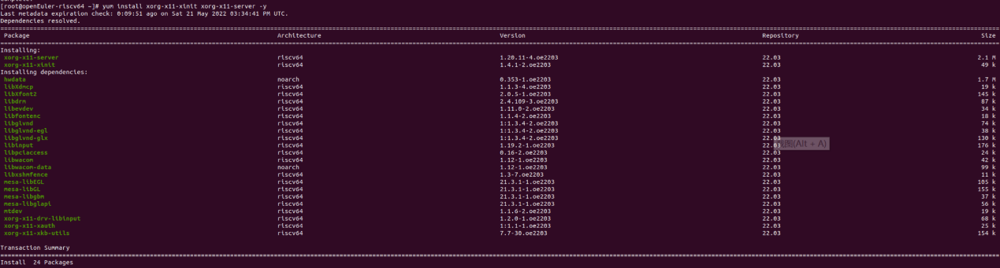 [root@openEuler-riscv64 ~]# yum install xorg-x11-xinit xorg-x11-server -y
Last metadata expiration check: 0:09:51 ago on Sat 21 May 2022 03:34:41 PM UTC.
Dependencies resolved.
Package Architecture Version Repository Size
Installing:
xorg-x11-server riscv64 1.20.11-4.oe2203 22.03 2.1 M
xorg-x11-xinit riscv64 1.4.1-2.oe2203 22.03 49 k
Installing dependencies:
hwdata noarch 0.353-1.oe2203 22.03 1.7 M
libXdmcp riscv64 1.1.3-4.oe2203 22.03 19 k
libXfont2 riscv64 2.0.5-1.oe2203 22.03 145 k
libdrm riscv64 2.4.109-3.oe2203 22.03 87 k
libevdev riscv64 1.11.0-2.oe2203 22.03 34 k
libfontenc riscv64 1.1.4-2.oe2203 22.03 18 k
libglvnd riscv64 1:1.3.4-2.oe2203 22.03 74 k
libglvnd-egl riscv64 1:1.3.4-2.oe2203 22.03 38 k
libglvnd-glx riscv64 1:1.3.4-2.oe2203 22.03 130 k
libinput riscv64 1.19.2-1.oe2203 22.03 176 k
图(Alt + A)
libpciaccess riscv64 0.16-2.oe2203 22.03 24 k
libwacom riscv64 1.12-1.oe2203 22.03 42 k
libwacom-data noarch 1.12-1.oe2203 22.03 99 k
libxshmfence riscv64 1.3-7.oe2203 22.03 11 k
mesa-libEGL riscv64 21.3.1-1.oe2203 22.03 105 k
mesa-libGL riscv64 21.3.1-1.oe2203 22.03 155 k
mesa-libgbm riscv64 21.3.1-1.oe2203 22.03 37 k
mesa-libglapi riscv64 21.3.1-1.oe2203 22.03 56 k
mtdev riscv64 1.1.6-2.oe2203 22.03 19 k
xorg-x11-drv-libinput riscv64 1.2.0-1.oe2203 22.03 68 k
xorg-x11-xauth riscv64 1:1.1-1.oe2203 22.03 25 k
xorg-x11-xkb-utils riscv64 7.7-30.oe2203 22.03 154 k
Transaction Summary
Install 24 Packages